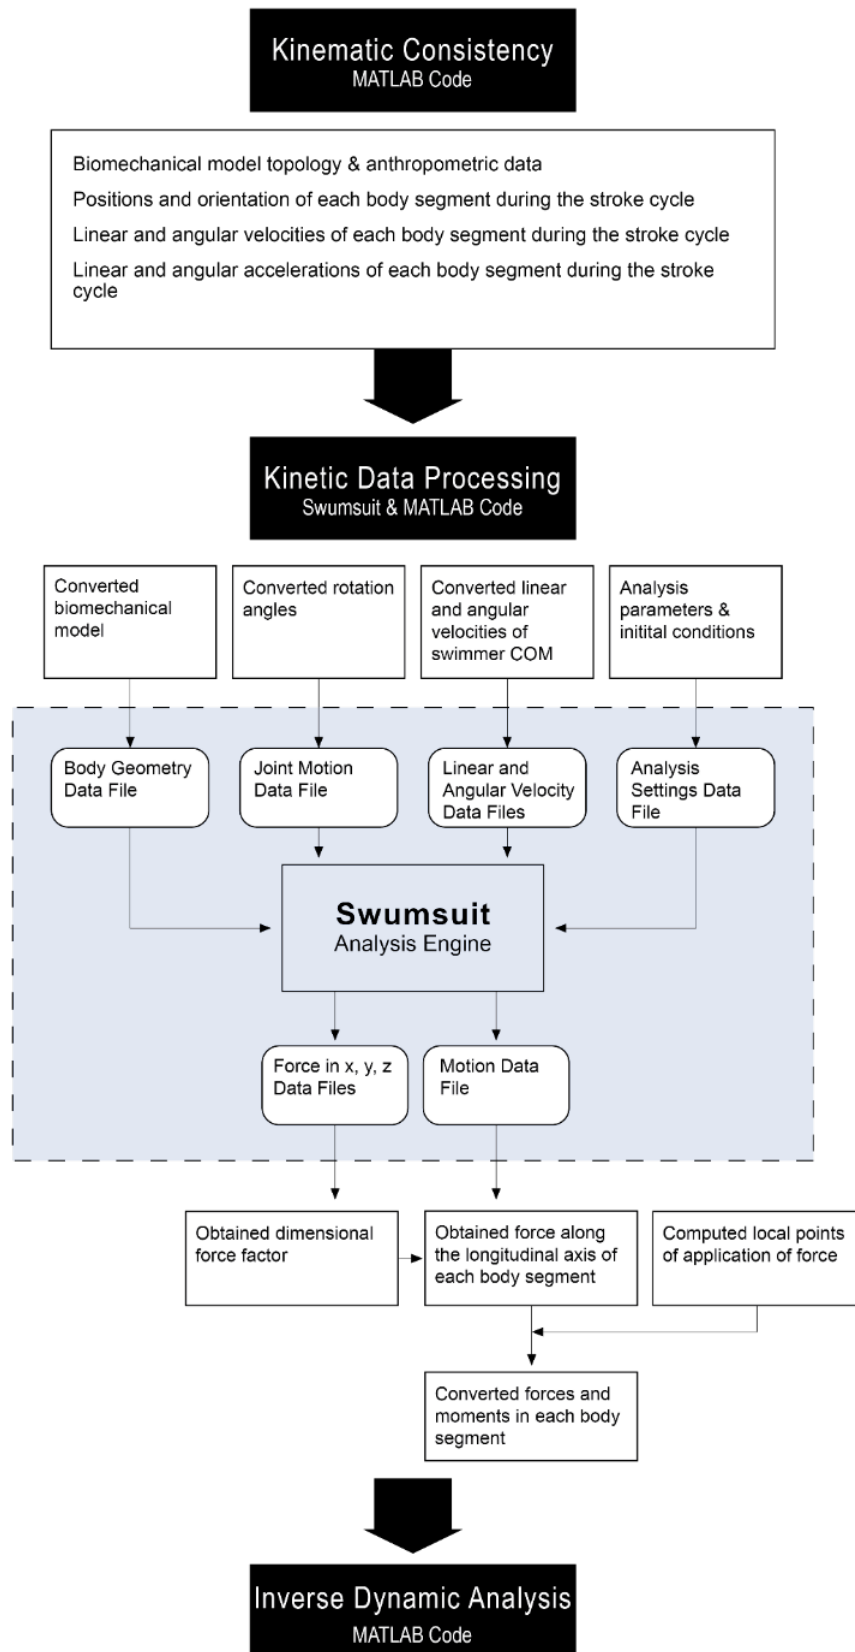 Kinematic Consistency
MATLAB Code
Biomechanical model topology & anthropometric data
Positions and orientation of each body segment during the stroke cycle
Linear and angular velocities of each body segment during the stroke cycle
Linear and angular accelerations of each body segment during the stroke
cycle
Kinetic Data Processing
Swumsuit & MATLAB Code
Converted
biomechanical
model
Converted rotation
angles
Converted linear
and angular
velocities of
swimmer COM
Analysis
parameters &
initital conditions
Body Geometry
Data File
Joint Motion
Data File
Linear and
Angular Velocity
Data Files
Analysis
Settings Data
File
Swumsuit
Analysis Engine
Force in x, y, z
Data Files
Motion Data
File
Obtained dimensional
force factor
Obtained force along
the longitudinal axis of
each body segment
Computed local points
of application of force
Converted forces and
moments in each body
segment
Inverse Dynamic Analysis
MATLAB Code